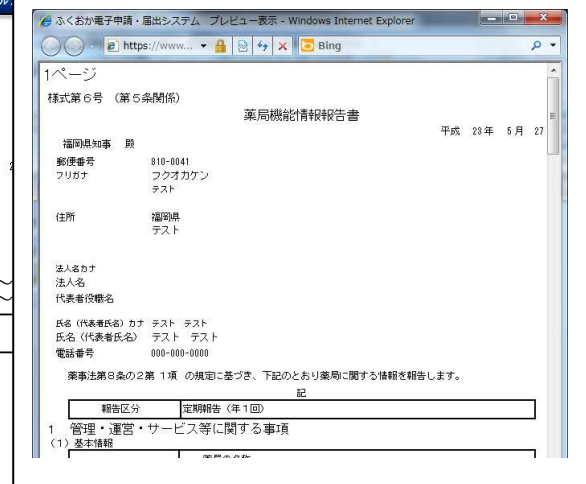 ふくおか電子申請・届出システム プレビュー表示 - Windows Internet Explorer
https://www... Bing
1ページ
様式第6号 (第5条関係)
薬局機能情報報告書
平成 23年 5月 27
福岡県知事 殿
郵便番号 810-0041
フリガナ フクオカケン
テスト
住所 福岡県
テスト
法人名カナ
法人名
代表者役職名
氏名(代表者氏名)カナ テスト テスト
氏名(代表者氏名) テスト テスト
電話番号 000-000-0000
薬事法第8条の2第 1項 の規定に基づき、下記のとおり薬局に関する情報を報告します。
記
報告区分 定期報告(年1回)
1 管理・運営・サービス等に関する事項
(1)基本情報